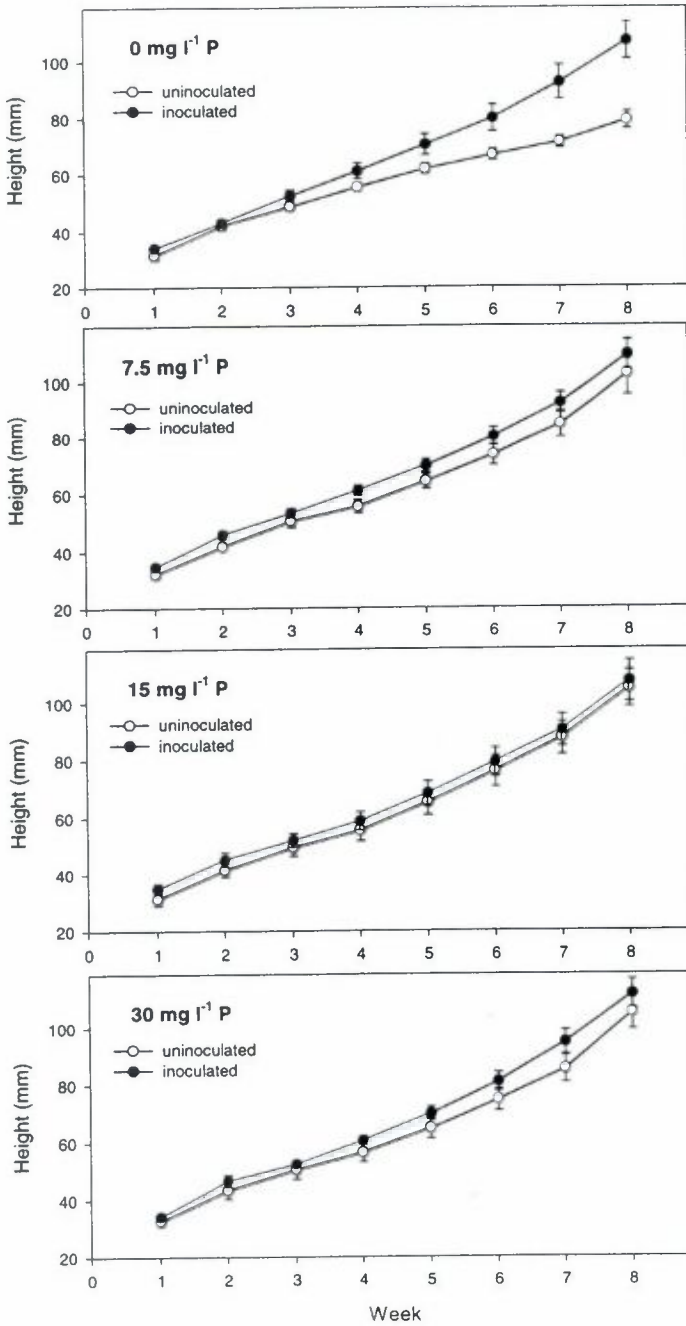 0 mg l⁻¹ P
uninoculated
inoculated
Height (mm)
100
80
60
40
20
0 1 2 3 4 5 6 7 8
7.5 mg l⁻¹ P
uninoculated
inoculated
Height (mm)
100
80
60
40
20
0 1 2 3 4 5 6 7 8
15 mg l⁻¹ P
uninoculated
inoculated
Height (mm)
100
80
60
40
20
0 1 2 3 4 5 6 7 8
30 mg l⁻¹ P
uninoculated
inoculated
Height (mm)
100
80
60
40
20
0 1 2 3 4 5 6 7 8
Week